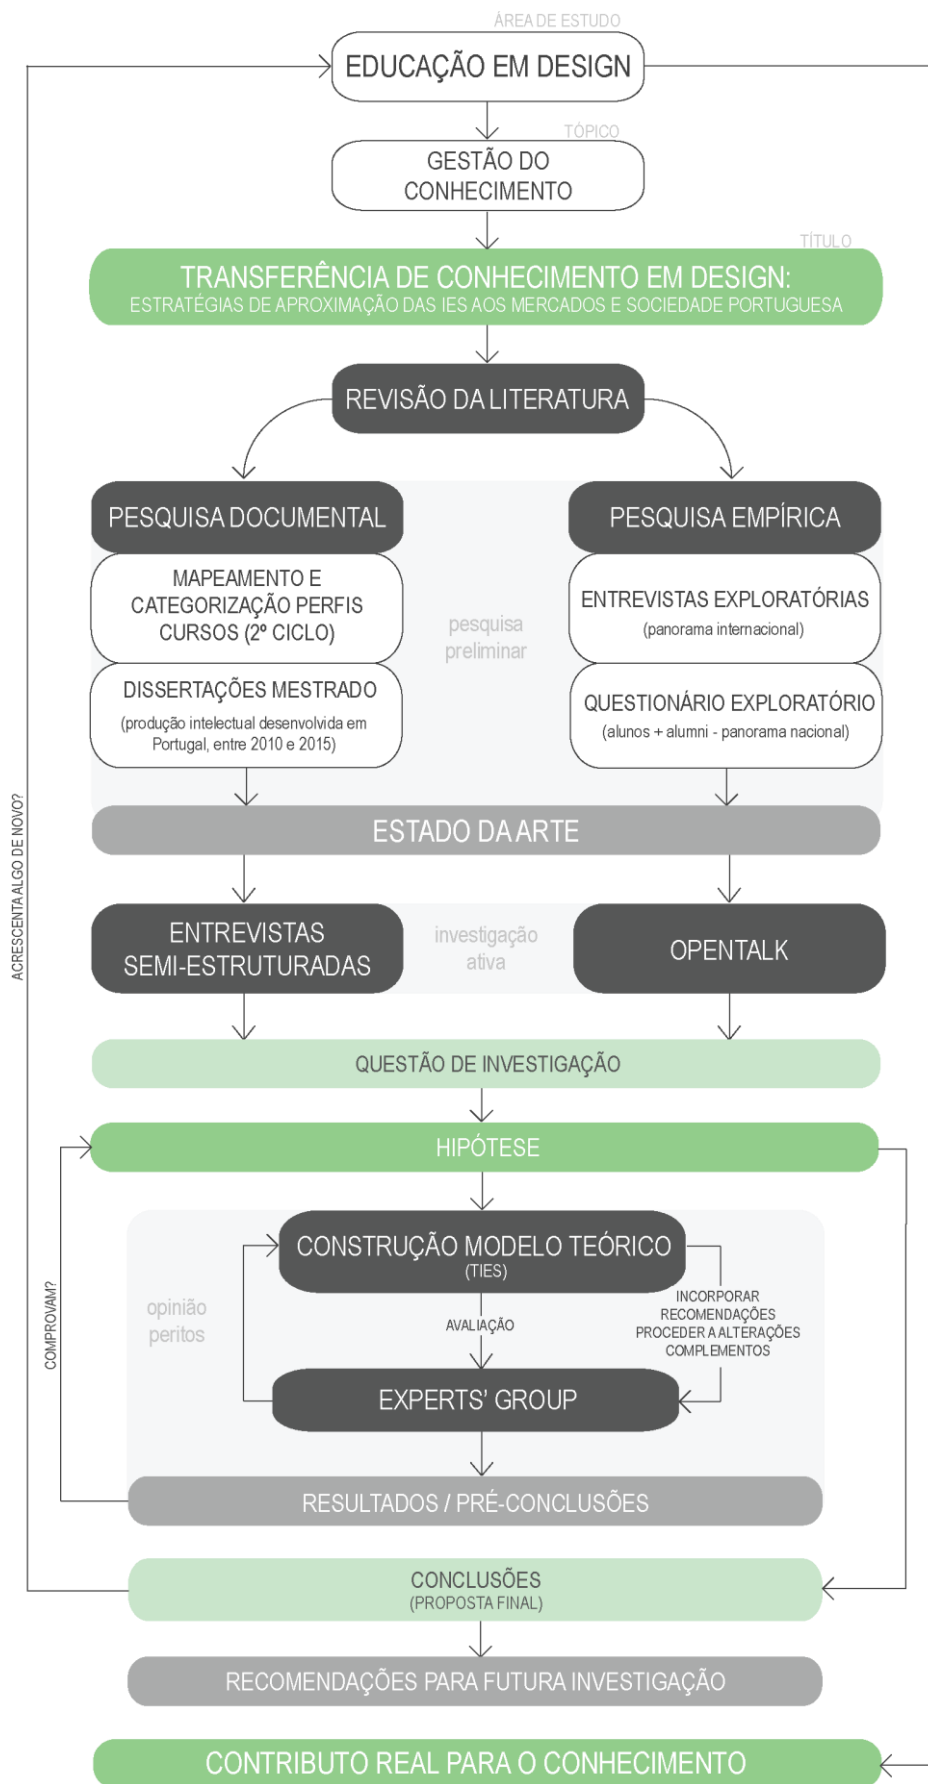 ÁREA DE ESTUDO
EDUCAÇÃO EM DESIGN
TÓPICO
GESTÃO DO
CONHECIMENTO
TÍTULO
TRANSFERÊNCIA DE CONHECIMENTO EM DESIGN:
ESTRATÉGIAS DE APROXIMAÇÃO DAS IES AOS MERCADOS E SOCIEDADE PORTUGUESA
REVISÃO DA LITERATURA
PESQUISA DOCUMENTAL
MAPEAMENTO E
CATEGORIZAÇÃO PERFIS
CURSOS (2º CICLO)
DISSERTAÇÕES MESTRADO
(produção intelectual desenvolvida em
Portugal, entre 2010 e 2015)
pesquisa
preliminar
PESQUISA EMPÍRICA
ENTREVISTAS EXPLORATÓRIAS
(panorama internacional)
QUESTIONÁRIO EXPLORATÓRIO
(alunos + alumni - panorama nacional)
ESTADO DA ARTE
ENTREVISTAS
SEMI-ESTRUTURADAS
investigação
ativa
OPENTALK
ACRESCENTA ALGO DE NOVO?
QUESTÃO DE INVESTIGAÇÃO
HIPÓTESE
CONSTRUÇÃO MODELO TEÓRICO
(TIES)
opinião
peritos
AVALIAÇÃO
INCORPORAR
RECOMENDAÇÕES
PROCEDER A ALTERAÇÕES
COMPLEMENTOS
COMPROVAM?
EXPERTS' GROUP
RESULTADOS / PRÉ-CONCLUSÕES
CONCLUSÕES
(PROPOSTA FINAL)
RECOMENDAÇÕES PARA FUTURA INVESTIGAÇÃO
CONTRIBUTO REAL PARA O CONHECIMENTO